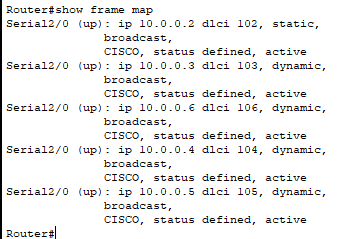 Router#show frame map
Serial2/0 (up): ip 10.0.0.2 dlci 102, static,
broadcast,
CISCO, status defined, active
Serial2/0 (up): ip 10.0.0.3 dlci 103, dynamic,
broadcast,
CISCO, status defined, active
Serial2/0 (up): ip 10.0.0.6 dlci 106, dynamic,
broadcast,
CISCO, status defined, active
Serial2/0 (up): ip 10.0.0.4 dlci 104, dynamic,
broadcast,
CISCO, status defined, active
Serial2/0 (up): ip 10.0.0.5 dlci 105, dynamic,
broadcast,
CISCO, status defined, active
Router#